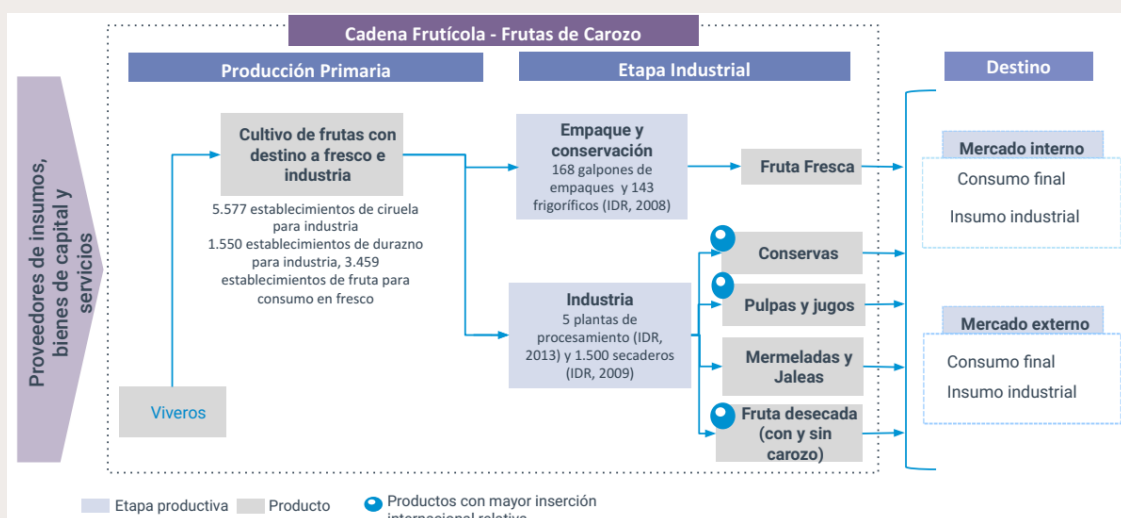 Cadena Frutícola - Frutas de Carozo
Producción Primaria
Etapa Industrial
Destino
Proveedores de insumos,
bienes de capital y
servicios
Cultivo de frutas con
destino a fresco e
industria
5.577 establecimientos de ciruela
para industria
1.550 establecimientos de durazno
para industria, 3.459
establecimientos de fruta para
consumo en fresco
Viveros
Empaque y
conservación
168 galpones de
empaques y 143
frigoríficos (IDR, 2008)
Industria
5 plantas de
procesamiento (IDR,
2013) y 1.500 secaderos
(IDR, 2009)
Fruta Fresca
Conservas
Pulpas y jugos
Mermeladas y
Jaleas
Fruta desecada
(con y sin
carozo)
Mercado interno
Consumo final
Insumo industrial
Mercado externo
Consumo final
Insumo industrial
Etapa productiva
Producto
Productos con mayor inserción
internacional relativa